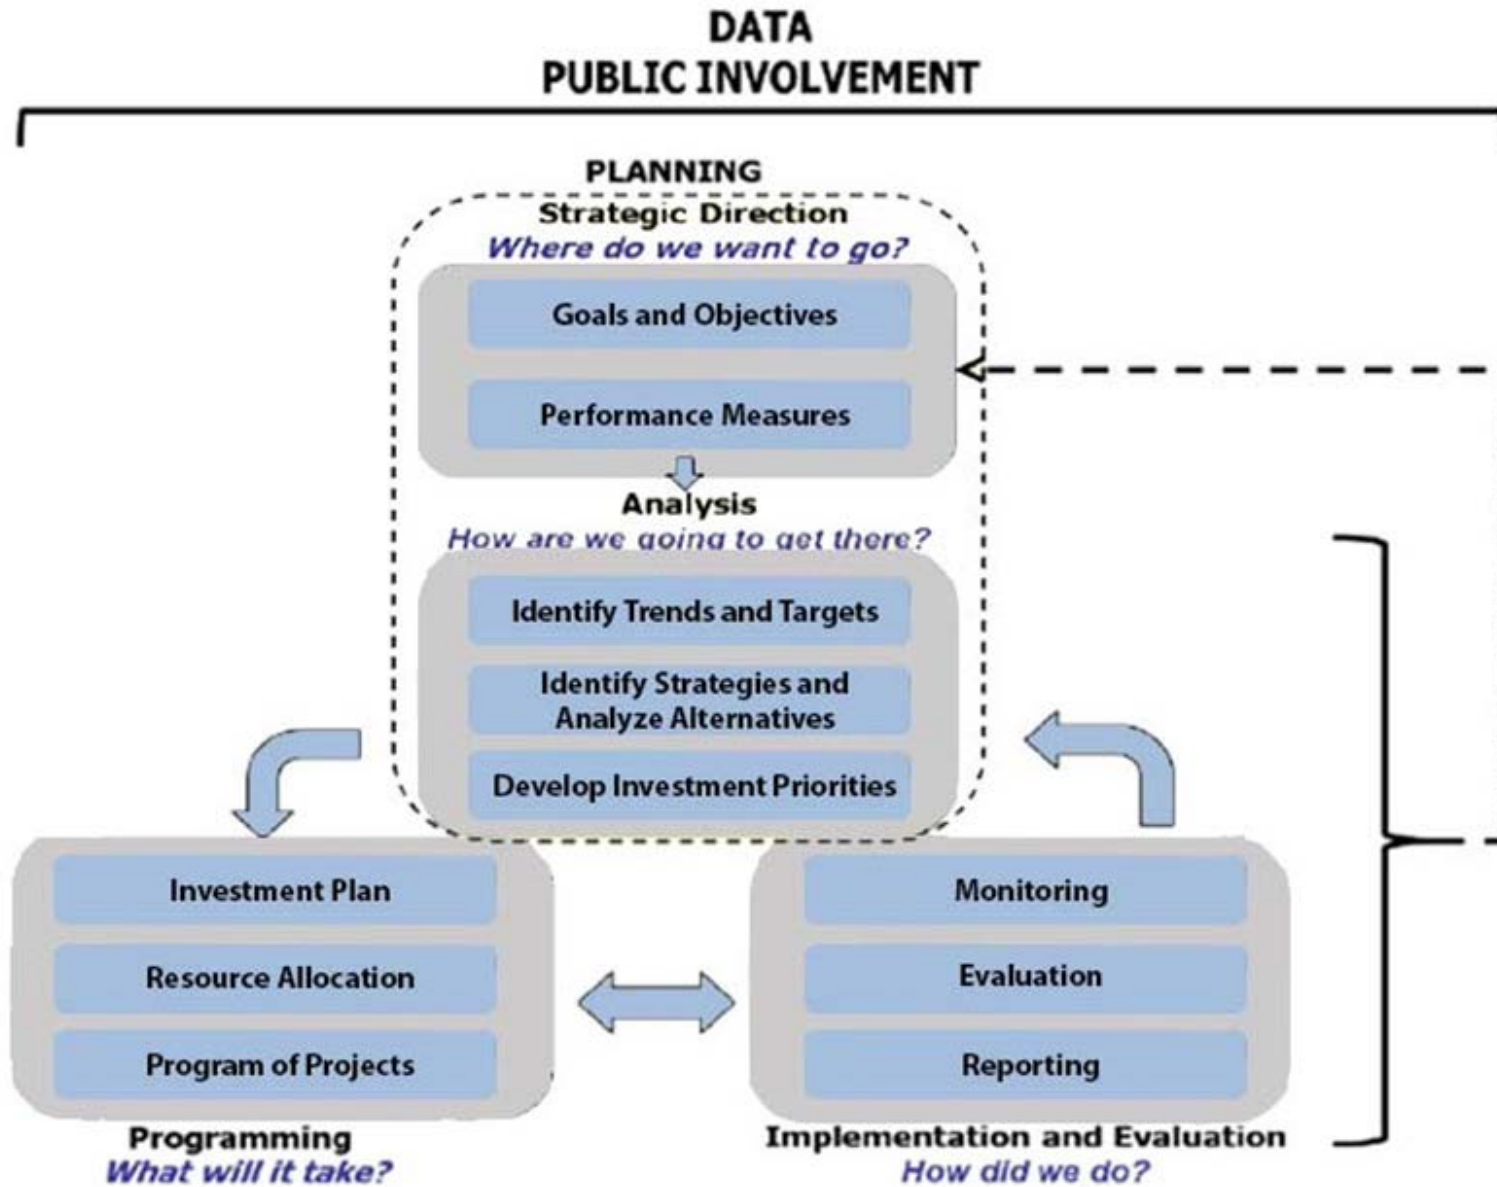 DATA
PUBLIC INVOLVEMENT
PLANNING
Strategic Direction
Where do we want to go?
Goals and Objectives
Performance Measures
Analysis
How are we going to get there?
Identify Trends and Targets
Identify Strategies and
Analyze Alternatives
Develop Investment Priorities
Investment Plan
Resource Allocation
Program of Projects
Programming
What will it take?
Monitoring
Evaluation
Reporting
Implementation and Evaluation
How did we do?